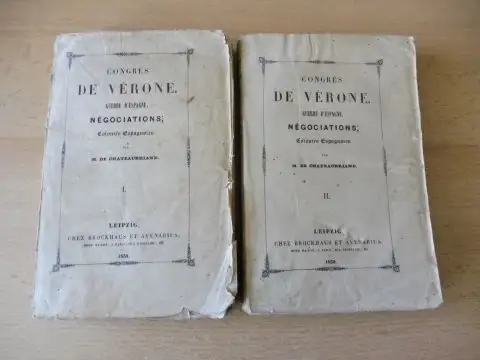 CONGRÈS
DE VÉRONE.
GUERRE D'ESPAGNE.
NÉGOCIATIONS;
Colonies Espagnoles.
PAR
M. DE CHATEAUBRIAND.
I.
LEIPZIG,
CHEZ BROCKHAUS ET AVENARIUS,
1838.
CONGRÈS
DE VÉRONE.
GUERRE D'ESPAGNE.
NÉGOCIATIONS;
Colonies Espagnoles.
PAR
M. DE CHATEAUBRIAND.
II.
LEIPZIG,
CHEZ BROCKHAUS ET AVENARIUS,
1838.